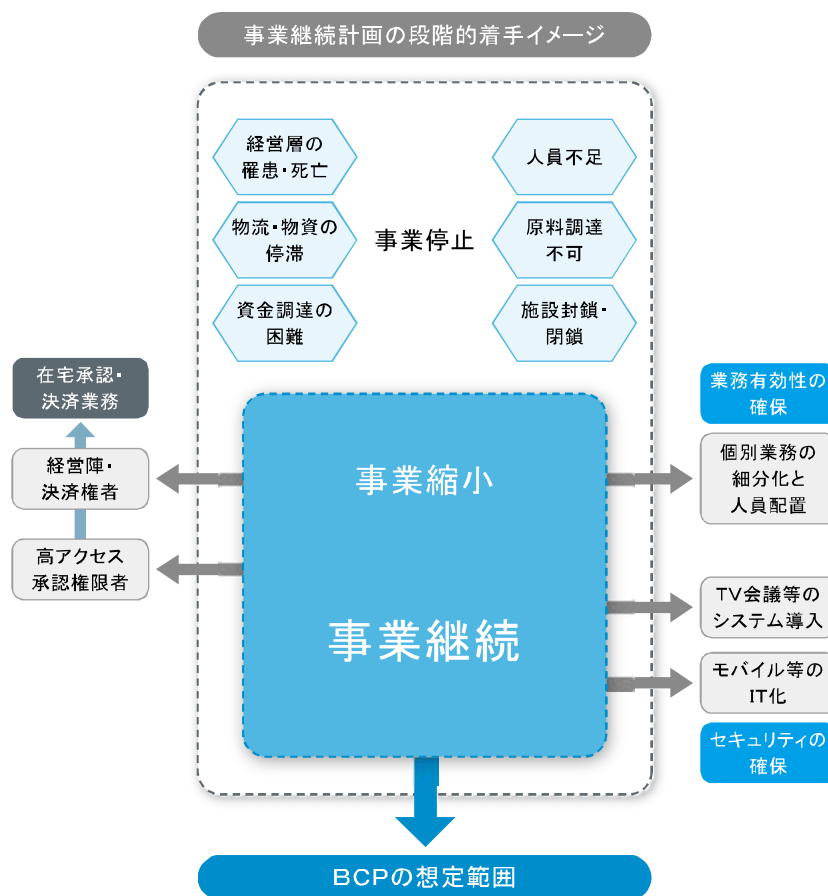 事業継続計画の段階的着手イメージ
経営層の
罹患・死亡
人員不足
物流・物資の
停滞
事業停止
原料調達
不可
資金調達の
困難
施設封鎖・
閉鎖
在宅承認・
決済業務
経営陣・
決済権者
高アクセス
承認権限者
事業縮小
事業継続
業務有効性の
確保
個別業務の
細分化と
人員配置
TV会議等の
システム導入
モバイル等の
IT化
セキュリティの
確保
BCPの想定範囲